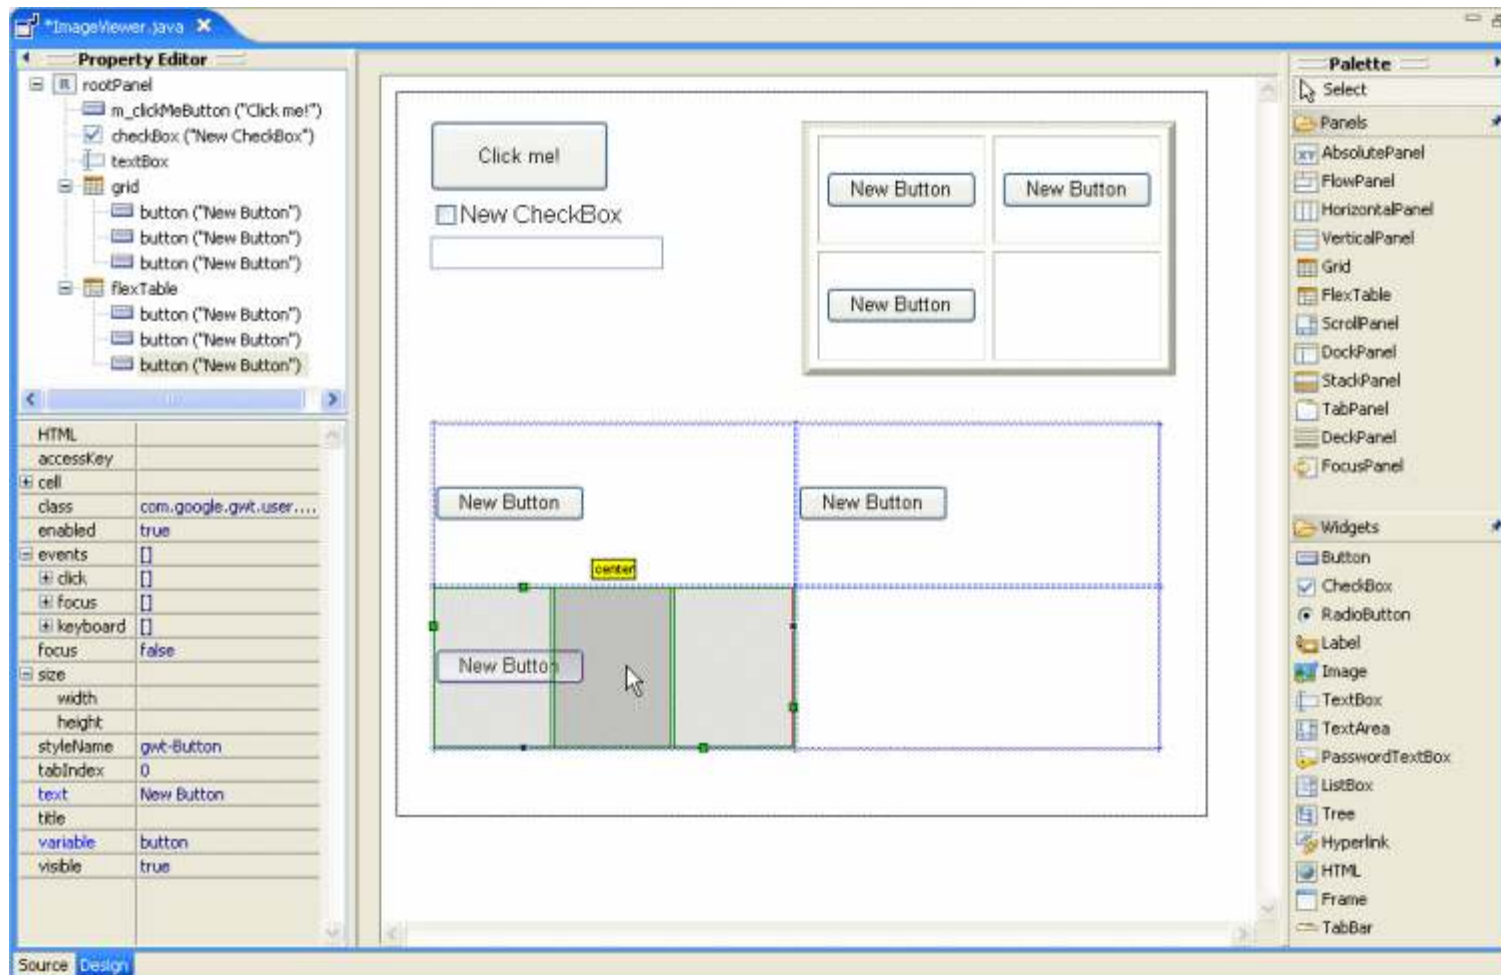 *ImageViewer.java
Property Editor
rootPanel
m_clickMeButton ("Click me!")
checkBox ("New CheckBox")
textBox
grid
button ("New Button")
button ("New Button")
button ("New Button")
flexTable
button ("New Button")
button ("New Button")
button ("New Button")
HTML
accessKey
cell
class com.google.gwt.user....
enabled true
events []
click []
focus []
keyboard []
focus false
size
width
height
styleName gwt-Button
tabIndex 0
text New Button
title
variable button
visible true
Source Design
Click me!
New CheckBox
New Button New Button
New Button
New Button New Button
center
New Button
Palette
Select
Panels
AbsolutePanel
FlowPanel
HorizontalPanel
VerticalPanel
Grid
FlexTable
ScrollPanel
DockPanel
StackPanel
TabPanel
DeckPanel
FocusPanel
Widgets
Button
CheckBox
RadioButton
Label
Image
TextBox
TextArea
PasswordTextBox
ListBox
Tree
Hyperlink
HTML
Frame
TabBar